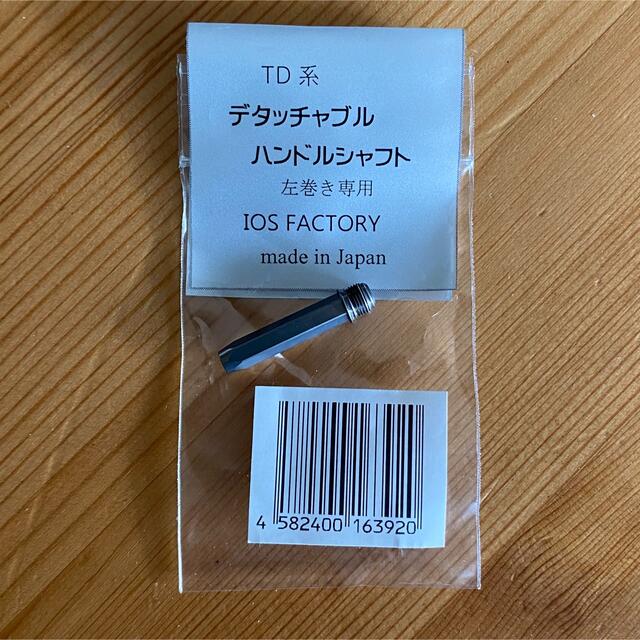 TD 系
デタッチャブル
ハンドルシャフト
左巻き専用
IOS FACTORY
made in Japan
4 582400 163920